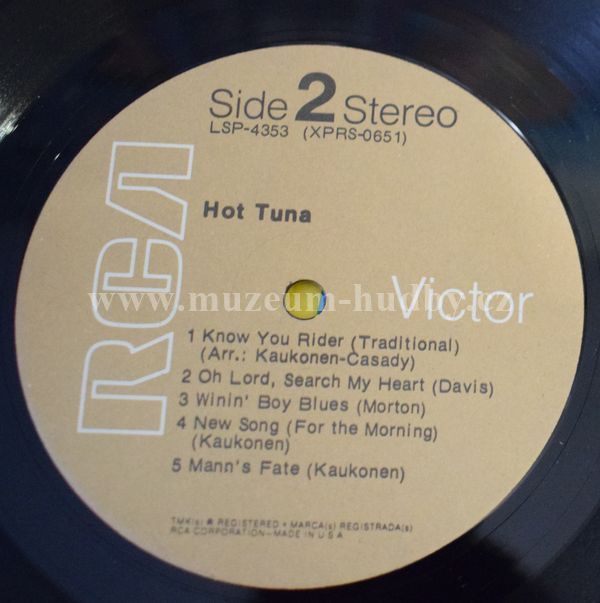 Side 2 Stereo
LSP-4353 (XPRS-0651)
RCA
Hot Tuna
www.muzeum-hudby.cz
Victor
1 Know You Rider (Traditional)
(Arr.: Kaukonen-Casady)
2 Oh Lord, Search My Heart (Davis)
3 Winin' Boy Blues (Morton)
4 New Song (For the Morning)
(Kaukonen)
5 Mann's Fate (Kaukonen)
TMK(s) ® REGISTERED • MARCA(s) REGISTRADA(s)
RCA CORPORATION—MADE IN U S A